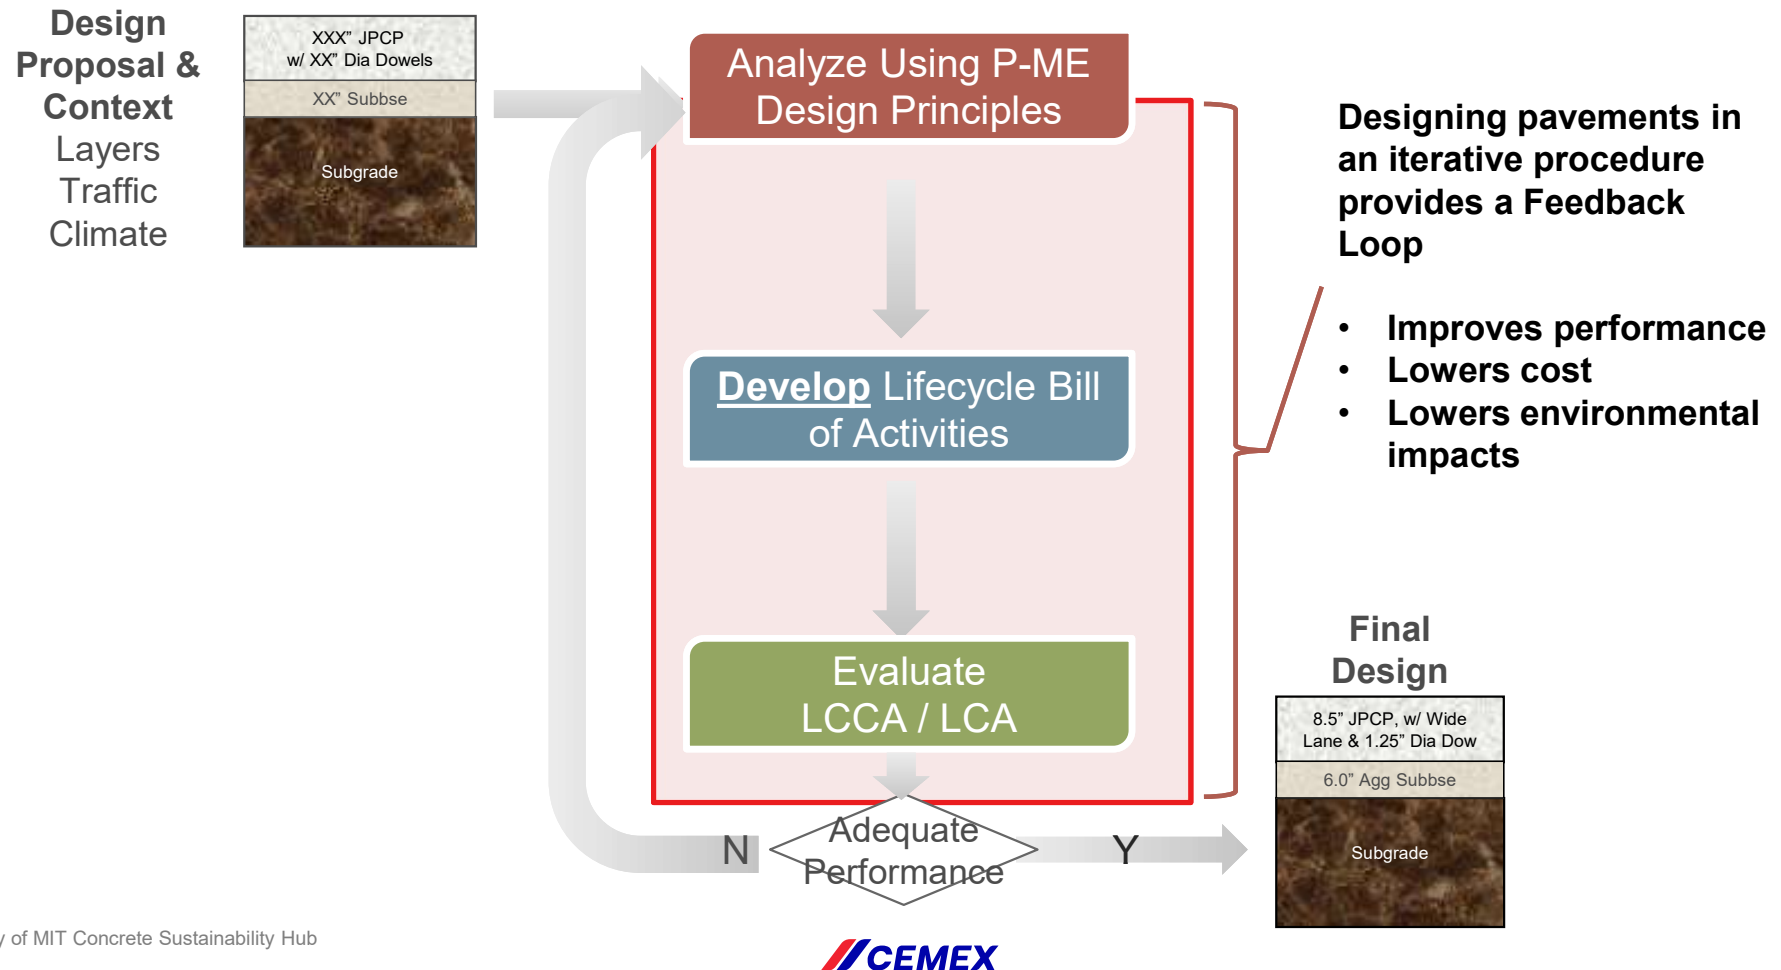 Design
Proposal &
Context
Layers
Traffic
Climate
XXX” JPCP
w/ XX” Dia Dowels
XX” Subbse
Subgrade
Analyze Using P-ME
Design Principles
Develop Lifecycle Bill
of Activities
Evaluate
LCCA / LCA
Adequate
Performance
N
Y
Designing pavements in
an iterative procedure
provides a Feedback
Loop
• Improves performance
• Lowers cost
• Lowers environmental
impacts
Final
Design
8.5” JPCP, w/ Wide
Lane & 1.25” Dia Dow
6.0” Agg Subbse
Subgrade
y of MIT Concrete Sustainability Hub
CEMEX